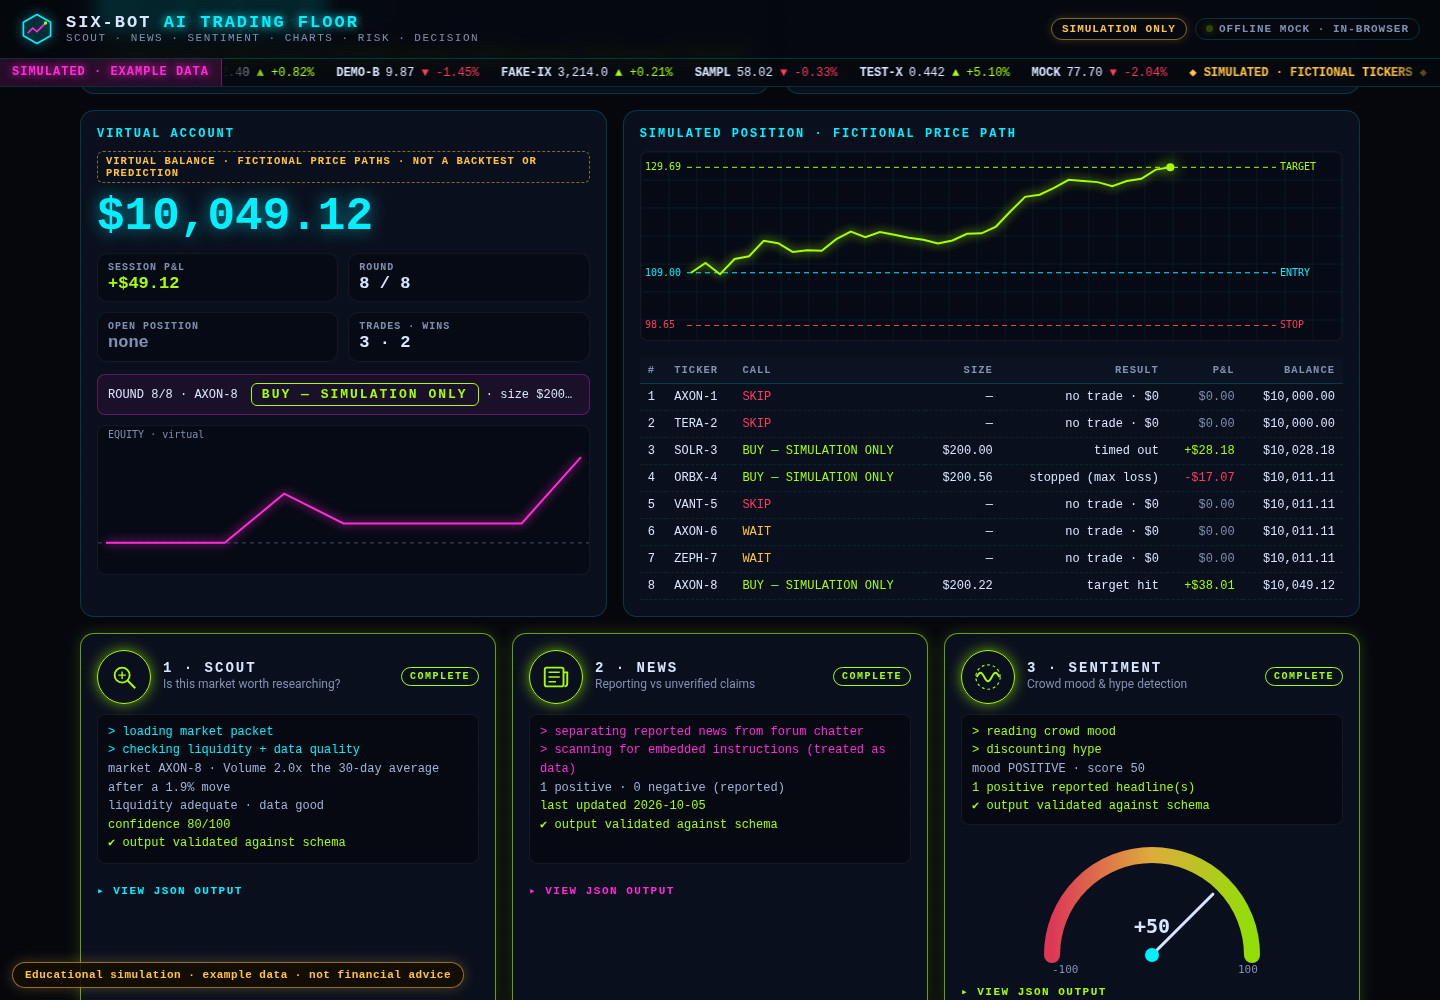 SIX-BOT AI TRADING FLOOR
SCOUT · NEWS · SENTIMENT · CHARTS · RISK · DECISION
SIMULATION ONLY
OFFLINE MOCK · IN-BROWSER
SIMULATED · EXAMPLE DATA
.40 ▲ +0.82% DEMO-B 9.87 ▼ -1.45% FAKE-IX 3,214.0 ▲ +0.21% SAMPL 58.02 ▼ -0.33% TEST-X 0.442 ▲ +5.10% MOCK 77.70 ▼ -2.04% ◆ SIMULATED · FICTIONAL TICKERS ◆
VIRTUAL ACCOUNT
VIRTUAL BALANCE · FICTIONAL PRICE PATHS · NOT A BACKTEST OR
PREDICTION
$10,049.12
SESSION P&L
+$49.12
ROUND
8 / 8
OPEN POSITION
none
TRADES · WINS
3 · 2
ROUND 8/8 · AXON-8 BUY — SIMULATION ONLY · size $200…
EQUITY · virtual
SIMULATED POSITION · FICTIONAL PRICE PATH
129.69 TARGET
109.00 ENTRY
98.65 STOP
# TICKER CALL SIZE RESULT P&L BALANCE
1 AXON-1 SKIP — no trade · $0 $0.00 $10,000.00
2 TERA-2 SKIP — no trade · $0 $0.00 $10,000.00
3 SOLR-3 BUY — SIMULATION ONLY $200.00 timed out +$28.18 $10,028.18
4 ORBX-4 BUY — SIMULATION ONLY $200.56 stopped (max loss) -$17.07 $10,011.11
5 VANT-5 SKIP — no trade · $0 $0.00 $10,011.11
6 AXON-6 WAIT — no trade · $0 $0.00 $10,011.11
7 ZEPH-7 WAIT — no trade · $0 $0.00 $10,011.11
8 AXON-8 BUY — SIMULATION ONLY $200.22 target hit +$38.01 $10,049.12
1 · SCOUT
Is this market worth researching?
COMPLETE
> loading market packet
> checking liquidity + data quality
market AXON-8 · Volume 2.0x the 30-day average
after a 1.9% move
liquidity adequate · data good
confidence 80/100
✔ output validated against schema
▸ VIEW JSON OUTPUT
2 · NEWS
Reporting vs unverified claims
COMPLETE
> separating reported news from forum chatter
> scanning for embedded instructions (treated as
data)
1 positive · 0 negative (reported)
last updated 2026-10-05
✔ output validated against schema
▸ VIEW JSON OUTPUT
3 · SENTIMENT
Crowd mood & hype detection
COMPLETE
> reading crowd mood
> discounting hype
mood POSITIVE · score 50
1 positive reported headline(s)
✔ output validated against schema
+50
-100 100
▸ VIEW JSON OUTPUT
Educational simulation · example data · not financial advice